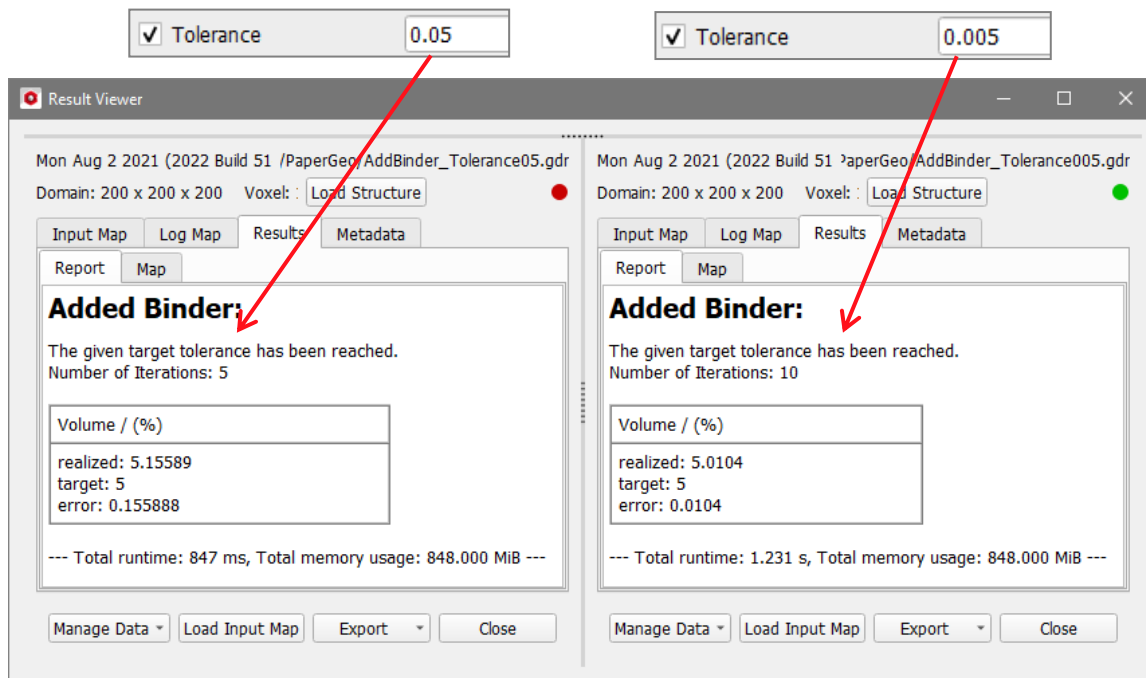 Tolerance 0.05
Tolerance 0.005
Result Viewer
Mon Aug 2 2021 (2022 Build 51 /PaperGeo/AddBinder_Tolerance05.gdr
Domain: 200 x 200 x 200 Voxel: Load Structure
Input Map Log Map Results Metadata
Report Map
Added Binder:
The given target tolerance has been reached.
Number of Iterations: 5
Volume / (%)
realized: 5.15589
target: 5
error: 0.155888
--- Total runtime: 847 ms, Total memory usage: 848.000 MiB ---
Manage Data Load Input Map Export Close
Mon Aug 2 2021 (2022 Build 51 PaperGeo/AddBinder_Tolerance005.gdr
Domain: 200 x 200 x 200 Voxel: Load Structure
Input Map Log Map Results Metadata
Report Map
Added Binder:
The given target tolerance has been reached.
Number of Iterations: 10
Volume / (%)
realized: 5.0104
target: 5
error: 0.0104
--- Total runtime: 1.231 s, Total memory usage: 848.000 MiB ---
Manage Data Load Input Map Export Close